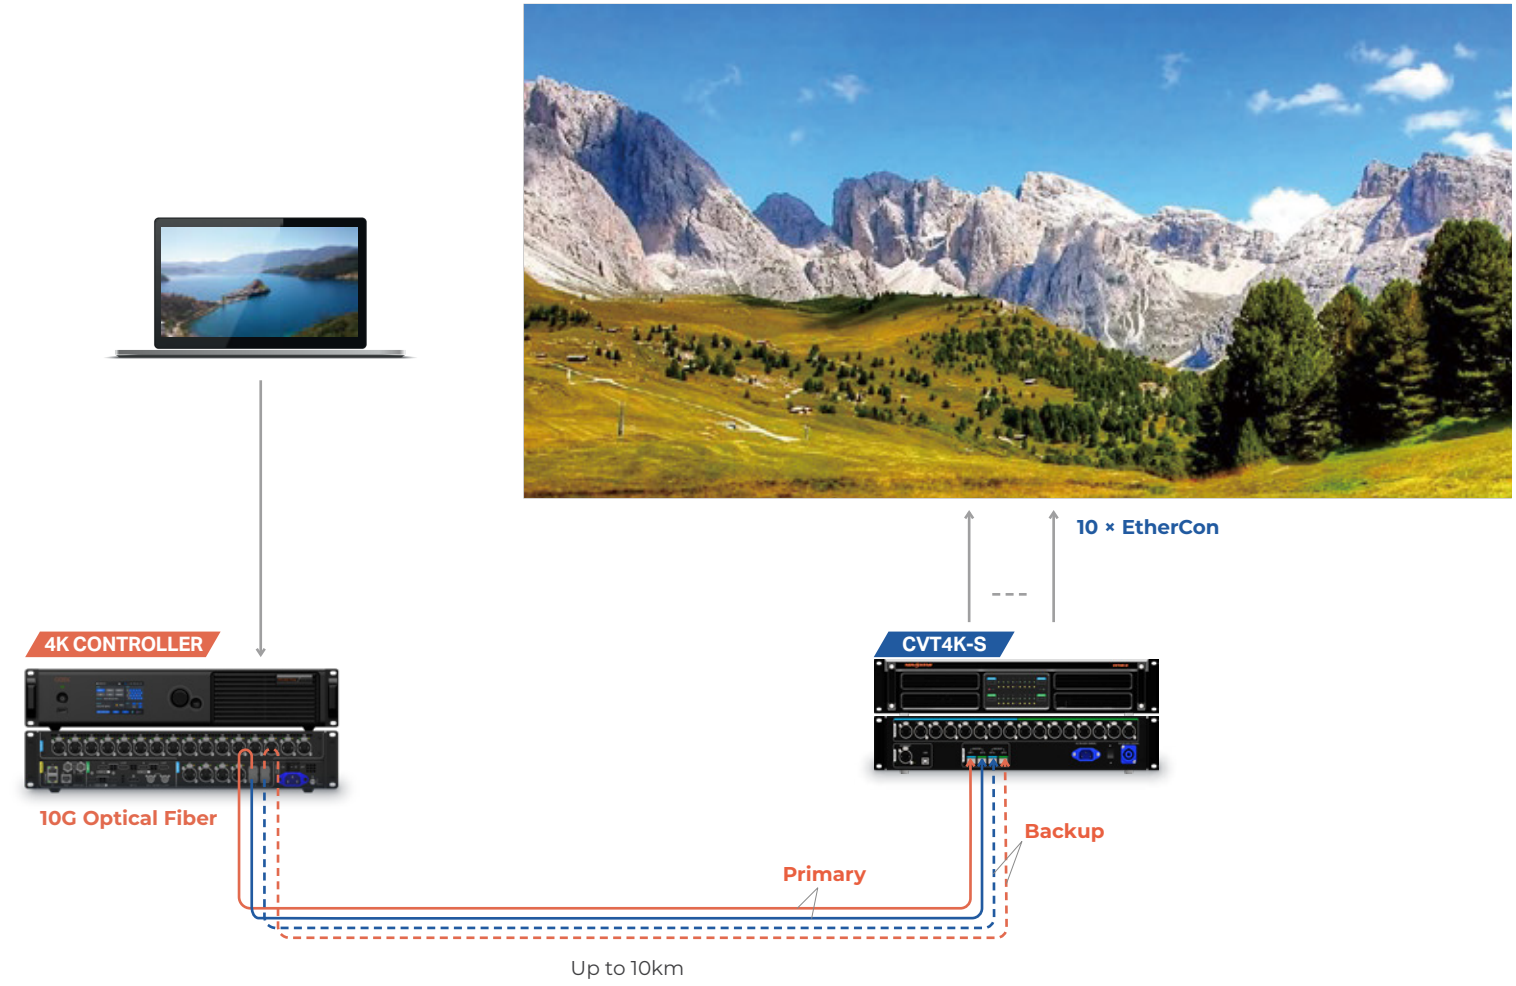 10 × EtherCon
4K CONTROLLER
CVT4K-S
10G Optical Fiber
Backup
Primary
Up to 10km